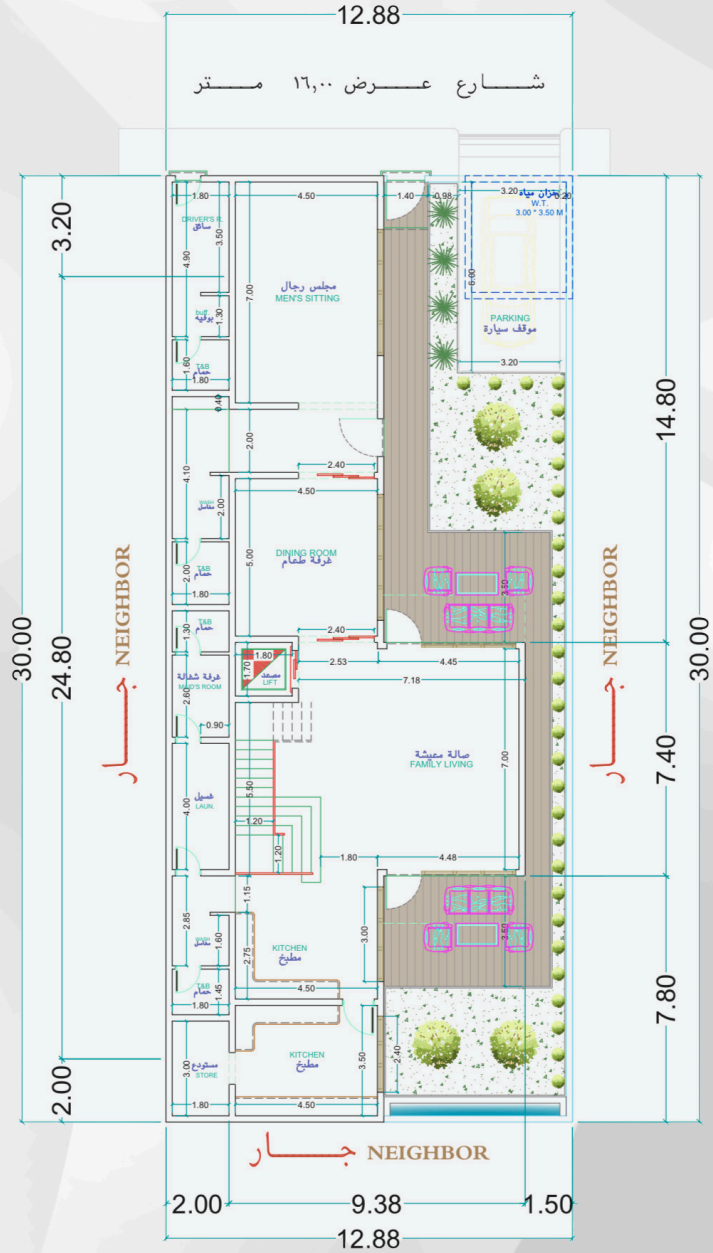 12.88
شارع عرض ١٦,٠٠ متر
3.20
24.80
2.00
30.00
جار NEIGHBOR
1.80
DRIVER'S R.
سائق
4.90
3.50
بوفية
1.30
T&B
حمام
1.60
1.80
0.40
4.50
7.00
مجلس رجال
MEN'S SITTING
1.40
0.98
3.20
0.20
خزان مياه
W.T.
3.00 * 3.50 M
6.00
PARKING
موقف سيارة
3.20
4.10
2.00
2.40
4.50
WASH
مغاسل
2.00
5.00
DINING ROOM
غرفة طعام
T&B
حمام
2.00
1.80
2.40
T&B
حمام
1.30
1.80
1.70
مصعد
LIFT
2.53
4.45
7.18
غرفة شغالة
MAID'S ROOM
2.60
0.90
صالة معيشة
FAMILY LIVING
7.00
غسيل
LAUN.
4.00
5.50
1.20
1.20
1.80
4.48
2.85
WASH
مغاسل
1.60
1.15
2.75
KITCHEN
مطبخ
3.00
4.50
T&B
حمام
1.45
1.80
مستودع
STORE
3.00
1.80
KITCHEN
مطبخ
3.50
2.40
4.50
14.80
7.40
7.80
30.00
جار NEIGHBOR
جار NEIGHBOR
2.00
9.38
1.50
12.88